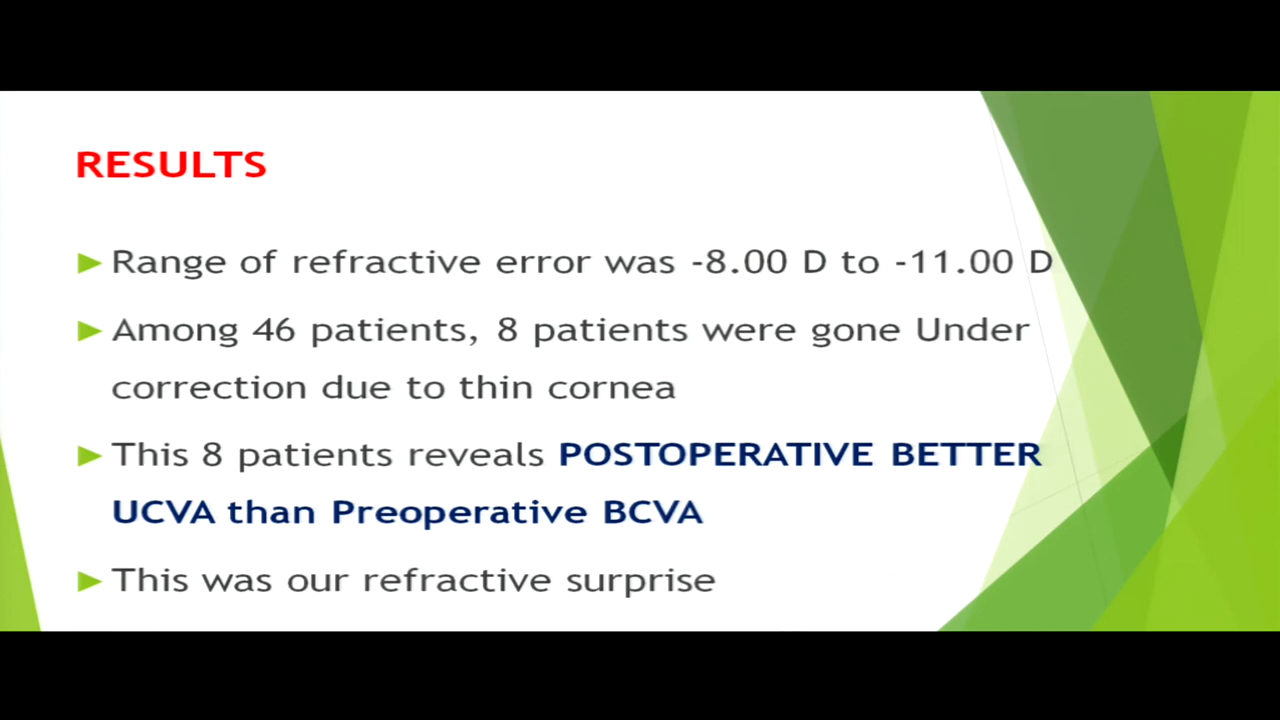 RESULTS
Range of refractive error was -8.00 D to -11.00 D
Among 46 patients, 8 patients were gone Under
correction due to thin cornea
This 8 patients reveals POSTOPERATIVE BETTER
UCVA than Preoperative BCVA
This was our refractive surprise